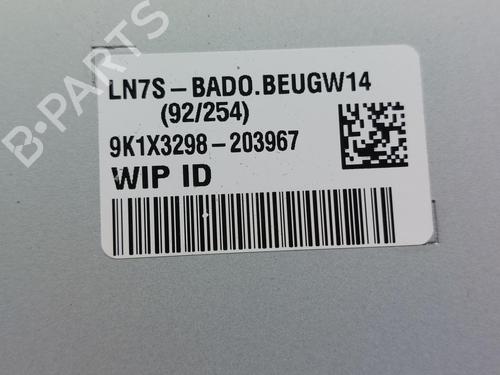 LN7S-BADO.BEUGW14
(92/254)
9K1X3298-203967
WIP ID
B-PARTS